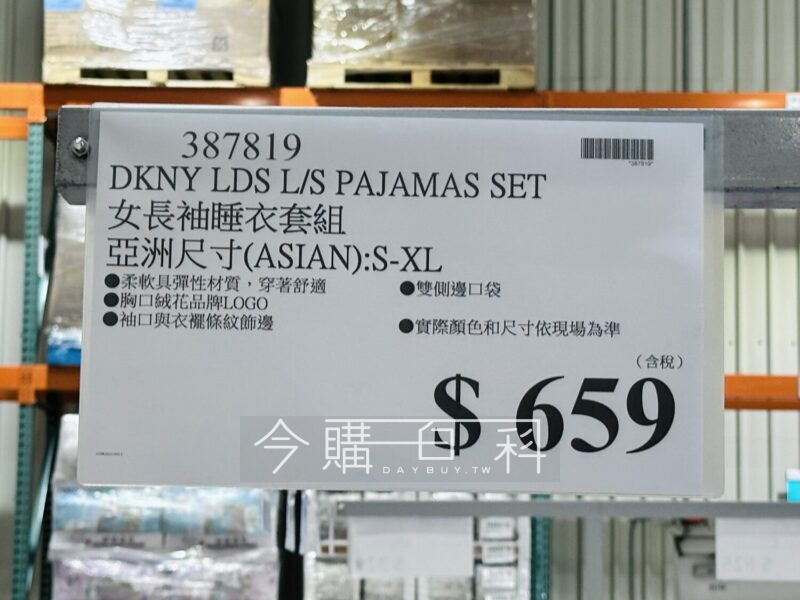 387819
*387819*
DKNY LDS L/S PAJAMAS SET
女長袖睡衣套組
亞洲尺寸(ASIAN):S-XL
●柔軟具彈性材質，穿著舒適
●胸口絨花品牌LOGO
●袖口與衣襬條紋飾邊
●雙側邊口袋
●實際顏色和尺寸依現場為準
（含稅）
$ 659
今購百科
DAYBUY.TW